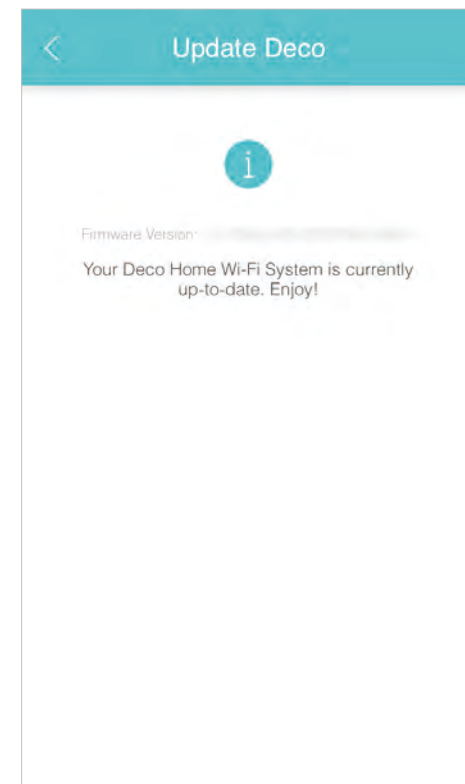 Update Deco
i
Firmware Version:
Your Deco Home Wi-Fi System is currently
up-to-date. Enjoy!